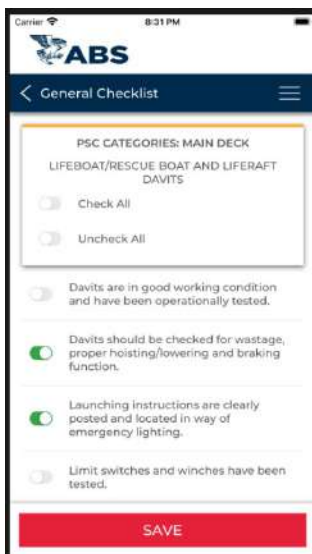 Carrier 8:31 PM
ABS
General Checklist
PSC CATEGORIES: MAIN DECK
LIFEBOAT/RESCUE BOAT AND LIFERAFT
DAVITS
Check All
Uncheck All
Davits are in good working condition
and have been operationally tested.
Davits should be checked for wastage,
proper hoisting/lowering and braking
function.
Launching instructions are clearly
posted and located in way of
emergency lighting.
Limit switches and winches have been
tested.
SAVE